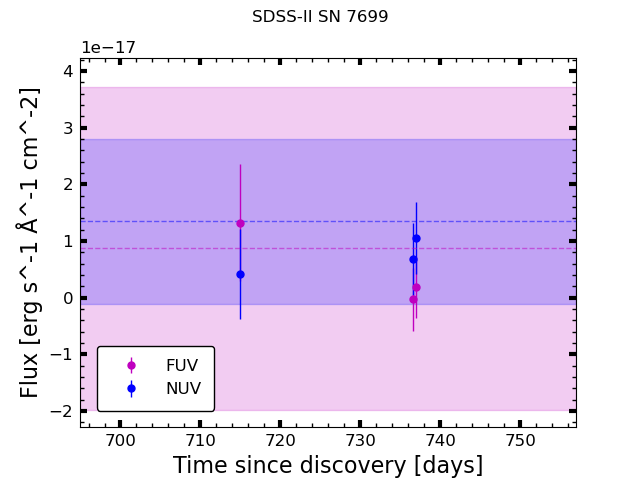 SDSS-II SN 7699
1e−17
4
3
2
1
0
−1
−2
Flux [erg s^-1 Å^-1 cm^-2]
FUV
NUV
700 710 720 730 740 750
Time since discovery [days]